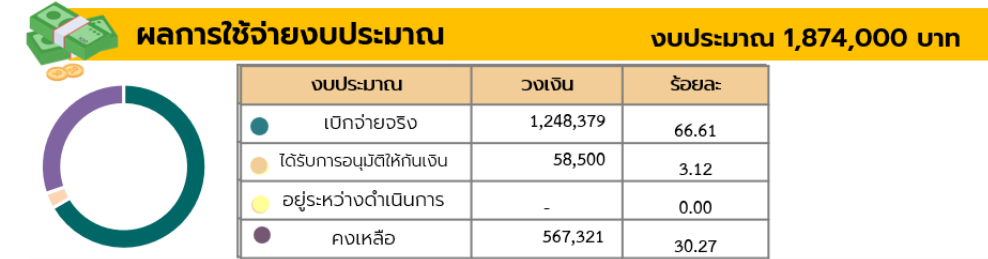 ผลการใช้จ่ายงบประมาณ งบประมาณ 1,874,000 บาท
งบประมาณ วงเงิน ร้อยละ
เบิกจ่ายจริง 1,248,379 66.61
ได้รับการอนุมัติให้กันเงิน 58,500 3.12
อยู่ระหว่างดำเนินการ - 0.00
คงเหลือ 567,321 30.27